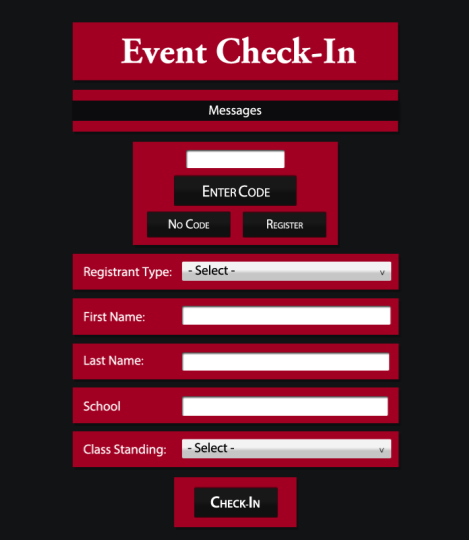 Event Check-In
Messages
Enter Code
No Code Register
Registrant Type: - Select - v
First Name:
Last Name:
School
Class Standing: - Select - v
Check-In